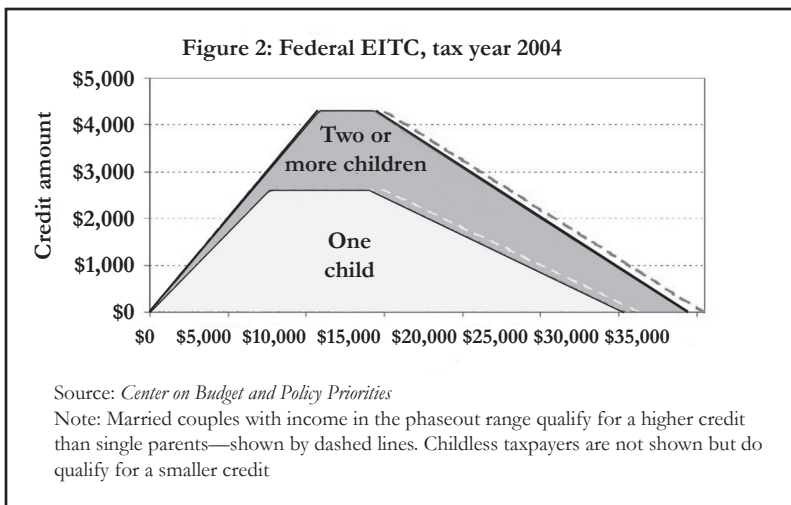 Figure 2: Federal EITC, tax year 2004
$5,000
$4,000
$3,000
$2,000
$1,000
$0
Credit amount
Two or
more children
One
child
$0 $5,000 $10,000 $15,000 $20,000 $25,000 $30,000 $35,000
Source: Center on Budget and Policy Priorities
Note: Married couples with income in the phaseout range qualify for a higher credit
than single parents—shown by dashed lines. Childless taxpayers are not shown but do
qualify for a smaller credit